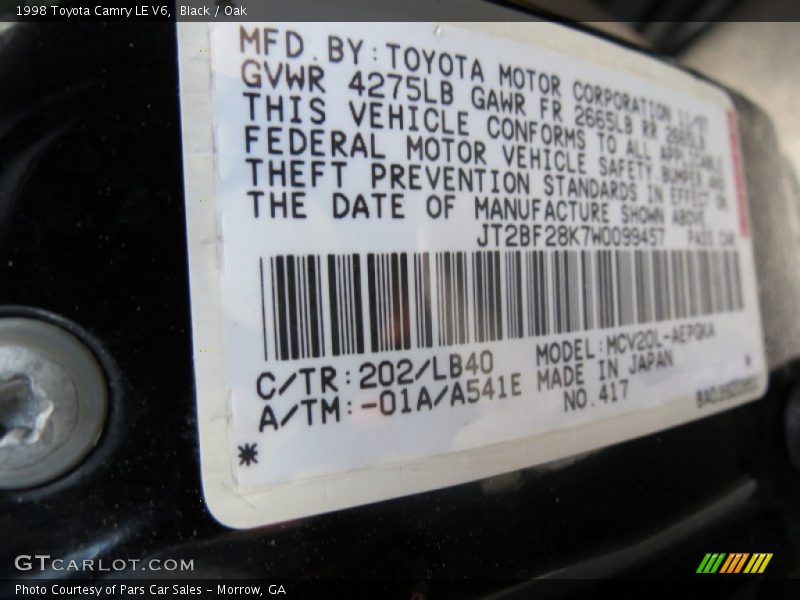 1998 Toyota Camry LE V6, Black / Oak
MFD. BY: TOYOTA MOTOR CORPORATION 11/97
GVWR 4275LB GAWR FR 2665LB RR 2665LB
THIS VEHICLE CONFORMS TO ALL APPLICABLE
FEDERAL MOTOR VEHICLE SAFETY, BUMPER AND
THEFT PREVENTION STANDARDS IN EFFECT ON
THE DATE OF MANUFACTURE SHOWN ABOVE
JT2BF28K7W0099457 PASS CAR
C/TR: 202/LB40 MODEL: MCV20L-AEPGKA
A/TM: -01A/A541E MADE IN JAPAN
NO. 417
GTCARLOT.COM
Photo Courtesy of Pars Car Sales - Morrow, GA